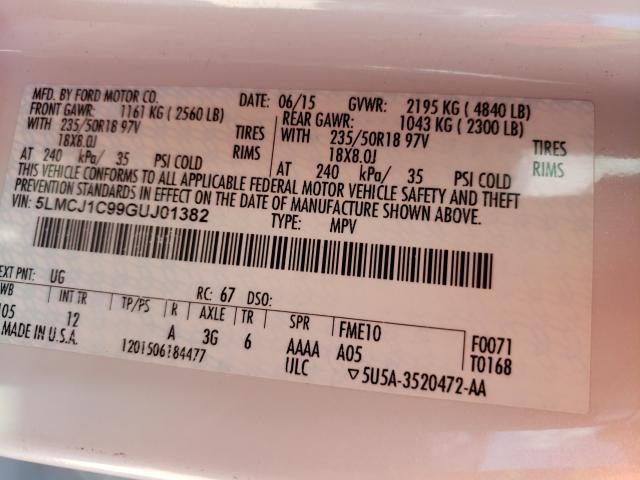 MFD. BY FORD MOTOR CO.
DATE: 06/15 GVWR: 2195 KG ( 4840 LB)
FRONT GAWR: 1161 KG ( 2560 LB)
REAR GAWR: 1043 KG ( 2300 LB)
WITH 235/50R18 97V TIRES
WITH 235/50R18 97V TIRES
18X8.0J RIMS
18X8.0J RIMS
AT 240 kPa/ 35 PSI COLD
AT 240 kPa/ 35 PSI COLD
THIS VEHICLE CONFORMS TO ALL APPLICABLE FEDERAL MOTOR VEHICLE SAFETY AND THEFT
PREVENTION STANDARDS IN EFFECT ON THE DATE OF MANUFACTURE SHOWN ABOVE.
VIN: 5LMCJ1C99GUJ01382 TYPE: MPV
EXT PNT: UG RC: 67 DSO:
WB INT TR TP/PS R AXLE TR SPR FME10 F0071
105 12 A 3G 6 AAAA A05 T0168
MADE IN U.S.A. 1201506184477 ULC ▽5U5A-3520472-AA